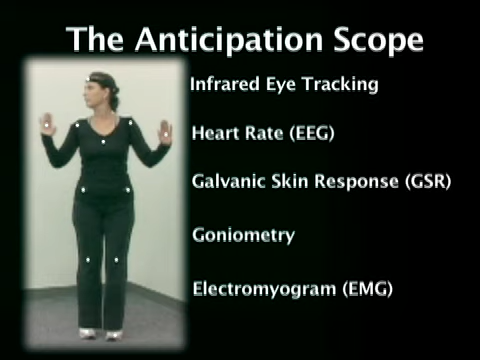 The Anticipation Scope
Infrared Eye Tracking
Heart Rate (EEG)
Galvanic Skin Response (GSR)
Goniometry
Electromyogram (EMG)